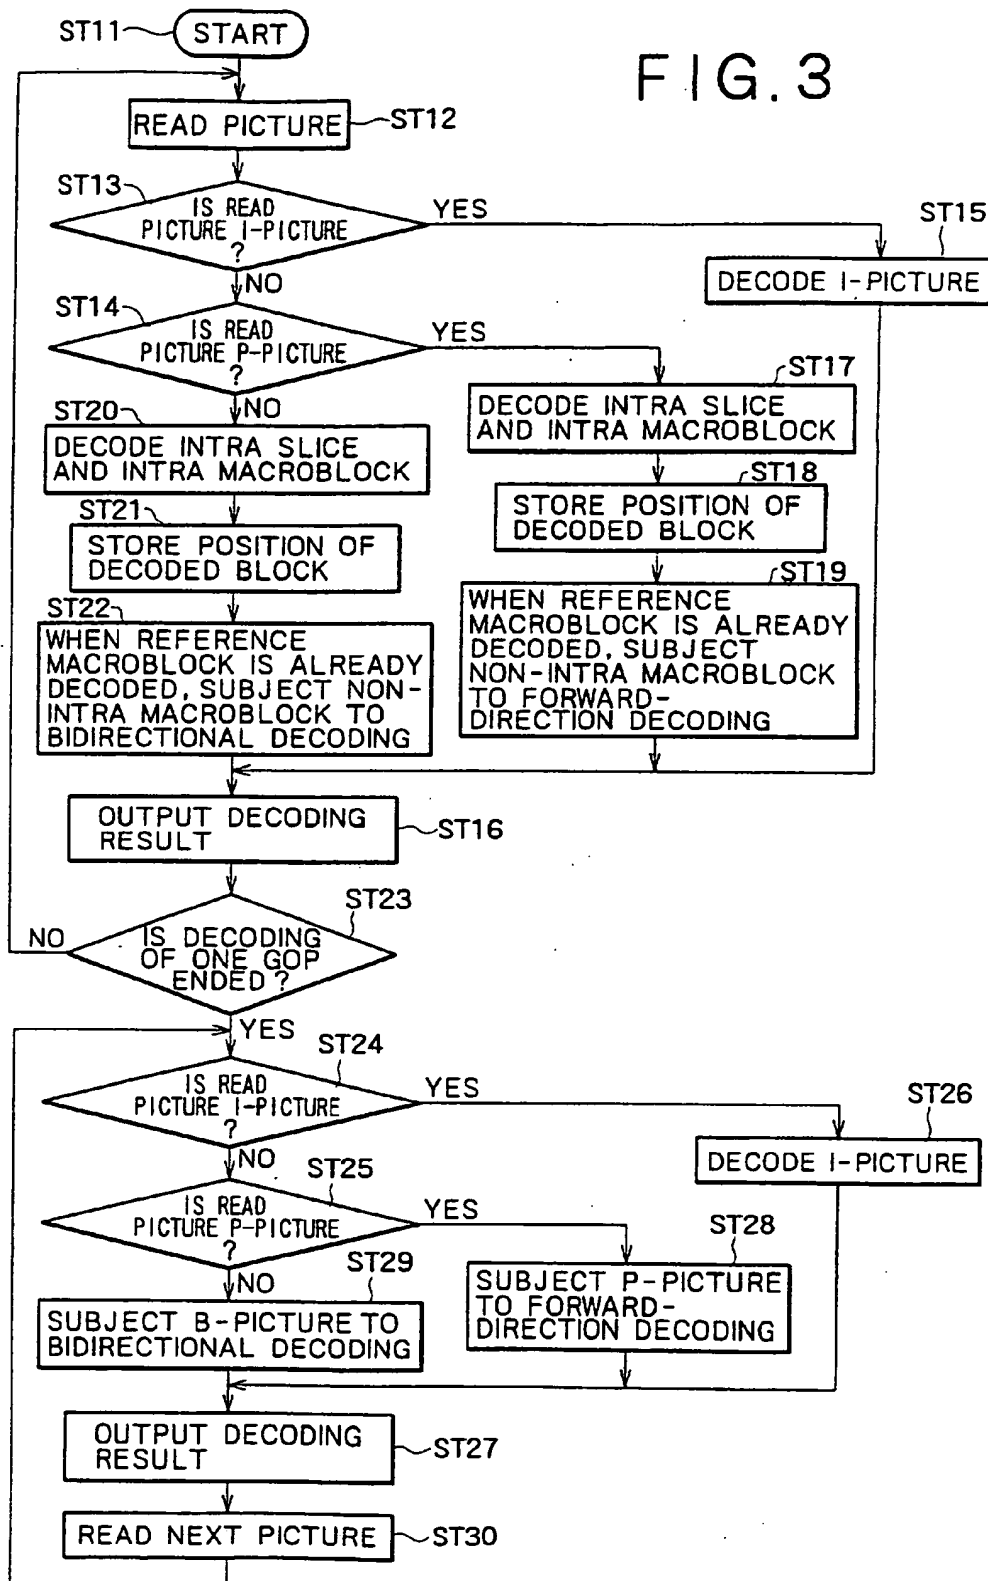 FIG.3
ST11
START
READ PICTURE
ST12
ST13
IS READ
PICTURE I-PICTURE
?
YES
NO
ST15
DECODE I-PICTURE
ST14
IS READ
PICTURE P-PICTURE
?
YES
NO
ST17
DECODE INTRA SLICE
AND INTRA MACROBLOCK
ST18
STORE POSITION OF
DECODED BLOCK
ST19
WHEN REFERENCE
MACROBLOCK IS ALREADY
DECODED, SUBJECT
NON-INTRA MACROBLOCK
TO FORWARD-
DIRECTION DECODING
ST20
DECODE INTRA SLICE
AND INTRA MACROBLOCK
ST21
STORE POSITION OF
DECODED BLOCK
ST22
WHEN REFERENCE
MACROBLOCK IS ALREADY
DECODED, SUBJECT NON-
INTRA MACROBLOCK TO
BIDIRECTIONAL DECODING
OUTPUT DECODING
RESULT
ST16
ST23
IS DECODING
OF ONE GOP
ENDED ?
NO
YES
ST24
IS READ
PICTURE I-PICTURE
?
YES
NO
ST26
DECODE I-PICTURE
ST25
IS READ
PICTURE P-PICTURE
?
YES
NO
ST28
SUBJECT P-PICTURE
TO FORWARD-
DIRECTION DECODING
ST29
SUBJECT B-PICTURE TO
BIDIRECTIONAL DECODING
OUTPUT DECODING
RESULT
ST27
READ NEXT PICTURE
ST30